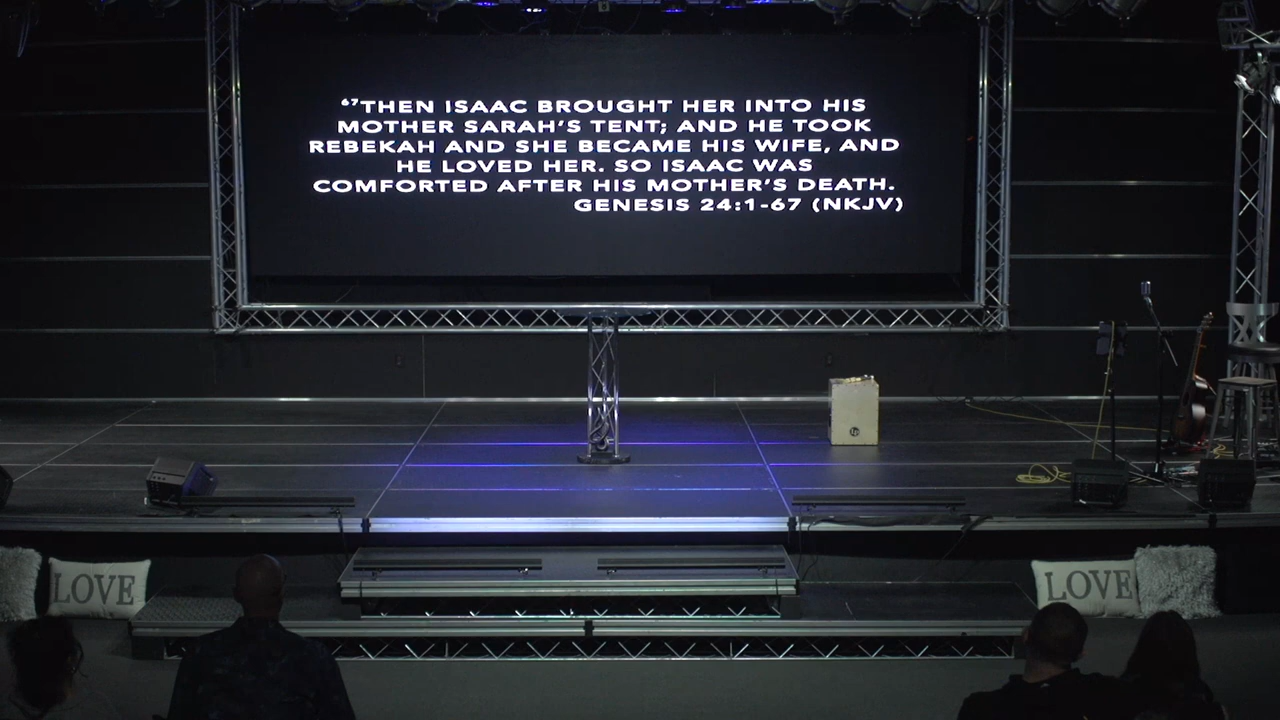 ⁶⁷THEN ISAAC BROUGHT HER INTO HIS
MOTHER SARAH'S TENT; AND HE TOOK
REBEKAH AND SHE BECAME HIS WIFE, AND
HE LOVED HER. SO ISAAC WAS
COMFORTED AFTER HIS MOTHER'S DEATH.
GENESIS 24:1-67 (NKJV)
LP
LOVE
LOVE